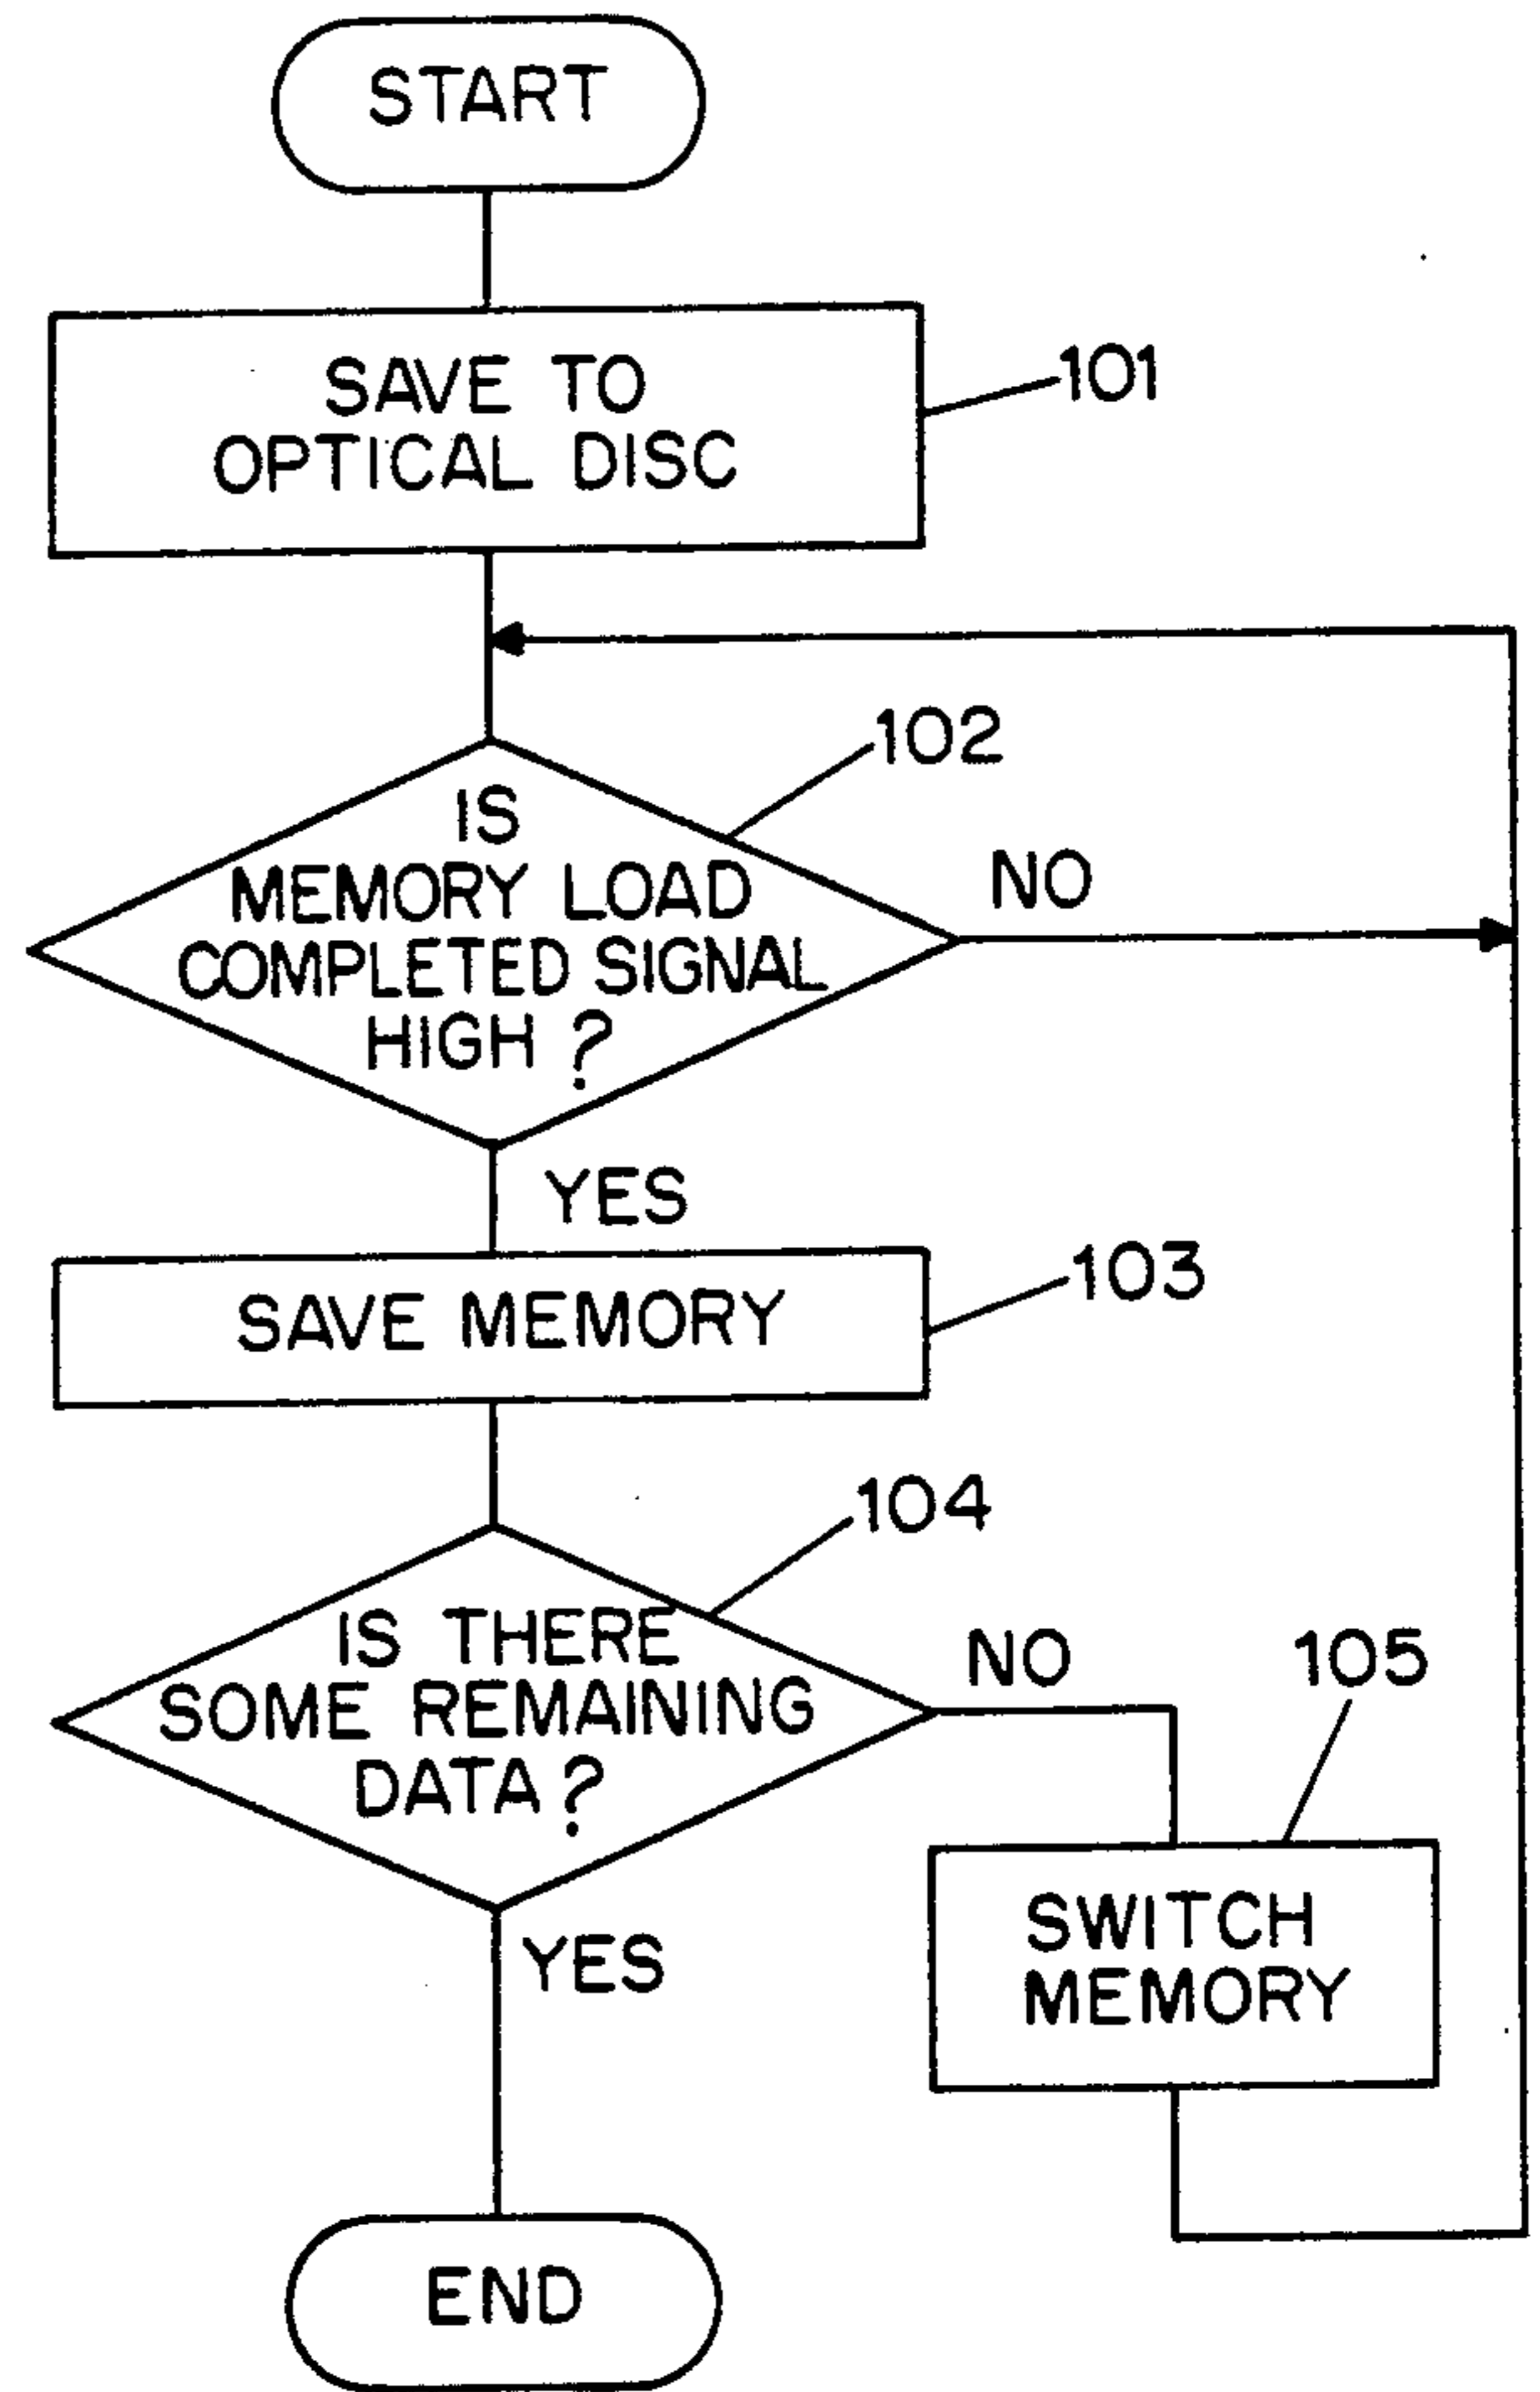 START
SAVE TO
OPTICAL DISC
101
102
IS
MEMORY LOAD
COMPLETED SIGNAL
HIGH ?
NO
YES
SAVE MEMORY
103
104
IS THERE
SOME REMAINING
DATA?
NO
105
YES
SWITCH
MEMORY
END